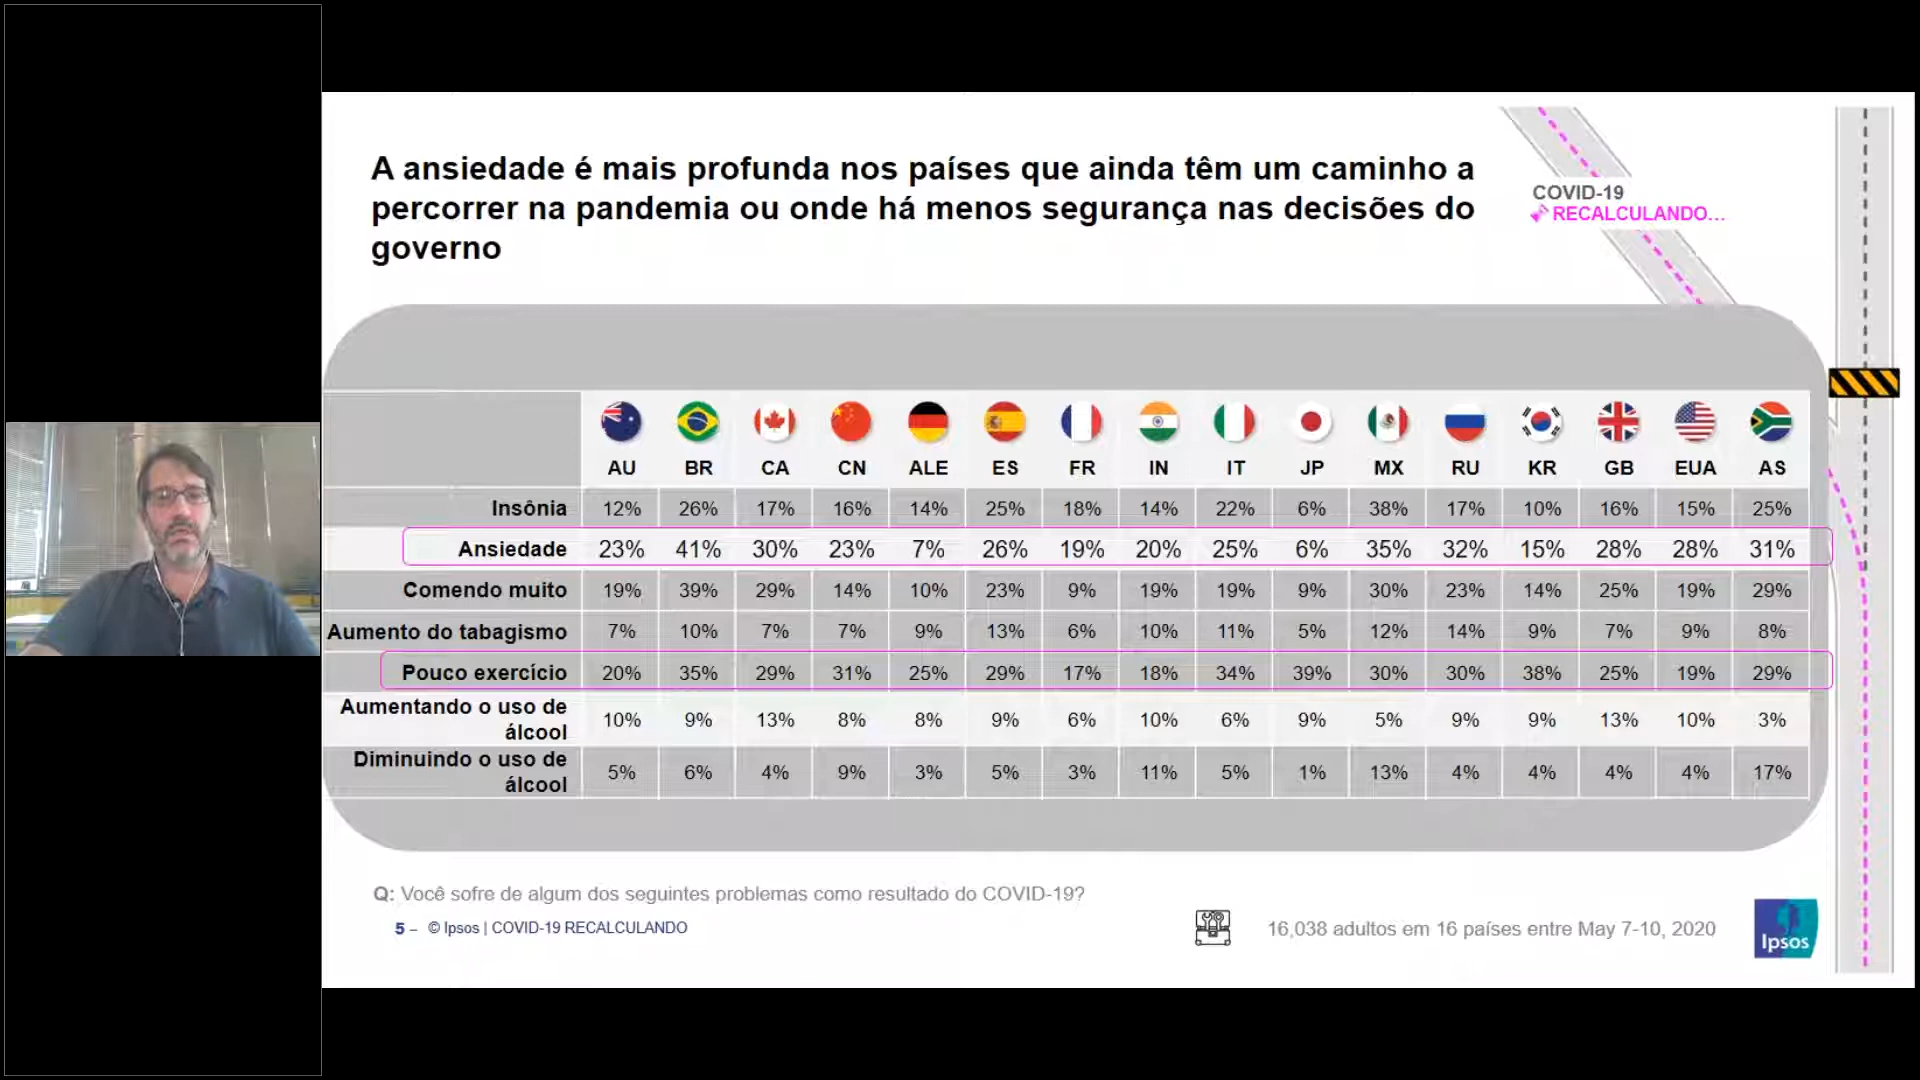 A ansiedade é mais profunda nos países que ainda têm um caminho a
percorrer na pandemia ou onde há menos segurança nas decisões do
governo
COVID-19
RECALCULANDO...
AU BR CA CN ALE ES FR IN IT JP MX RU KR GB EUA AS
Insônia 12% 26% 17% 16% 14% 25% 18% 14% 22% 6% 38% 17% 10% 16% 15% 25%
Ansiedade 23% 41% 30% 23% 7% 26% 19% 20% 25% 6% 35% 32% 15% 28% 28% 31%
Comendo muito 19% 39% 29% 14% 10% 23% 9% 19% 19% 9% 30% 23% 14% 25% 19% 29%
Aumento do tabagismo 7% 10% 7% 7% 9% 13% 6% 10% 11% 5% 12% 14% 9% 7% 9% 8%
Pouco exercício 20% 35% 29% 31% 25% 29% 17% 18% 34% 39% 30% 30% 38% 25% 19% 29%
Aumentando o uso de
álcool 10% 9% 13% 8% 8% 9% 6% 10% 6% 9% 5% 9% 9% 13% 10% 3%
Diminuindo o uso de
álcool 5% 6% 4% 9% 3% 5% 3% 11% 5% 1% 13% 4% 4% 4% 4% 17%
Q: Você sofre de algum dos seguintes problemas como resultado do COVID-19?
5 – © Ipsos | COVID-19 RECALCULANDO
16,038 adultos em 16 países entre May 7-10, 2020
Ipsos